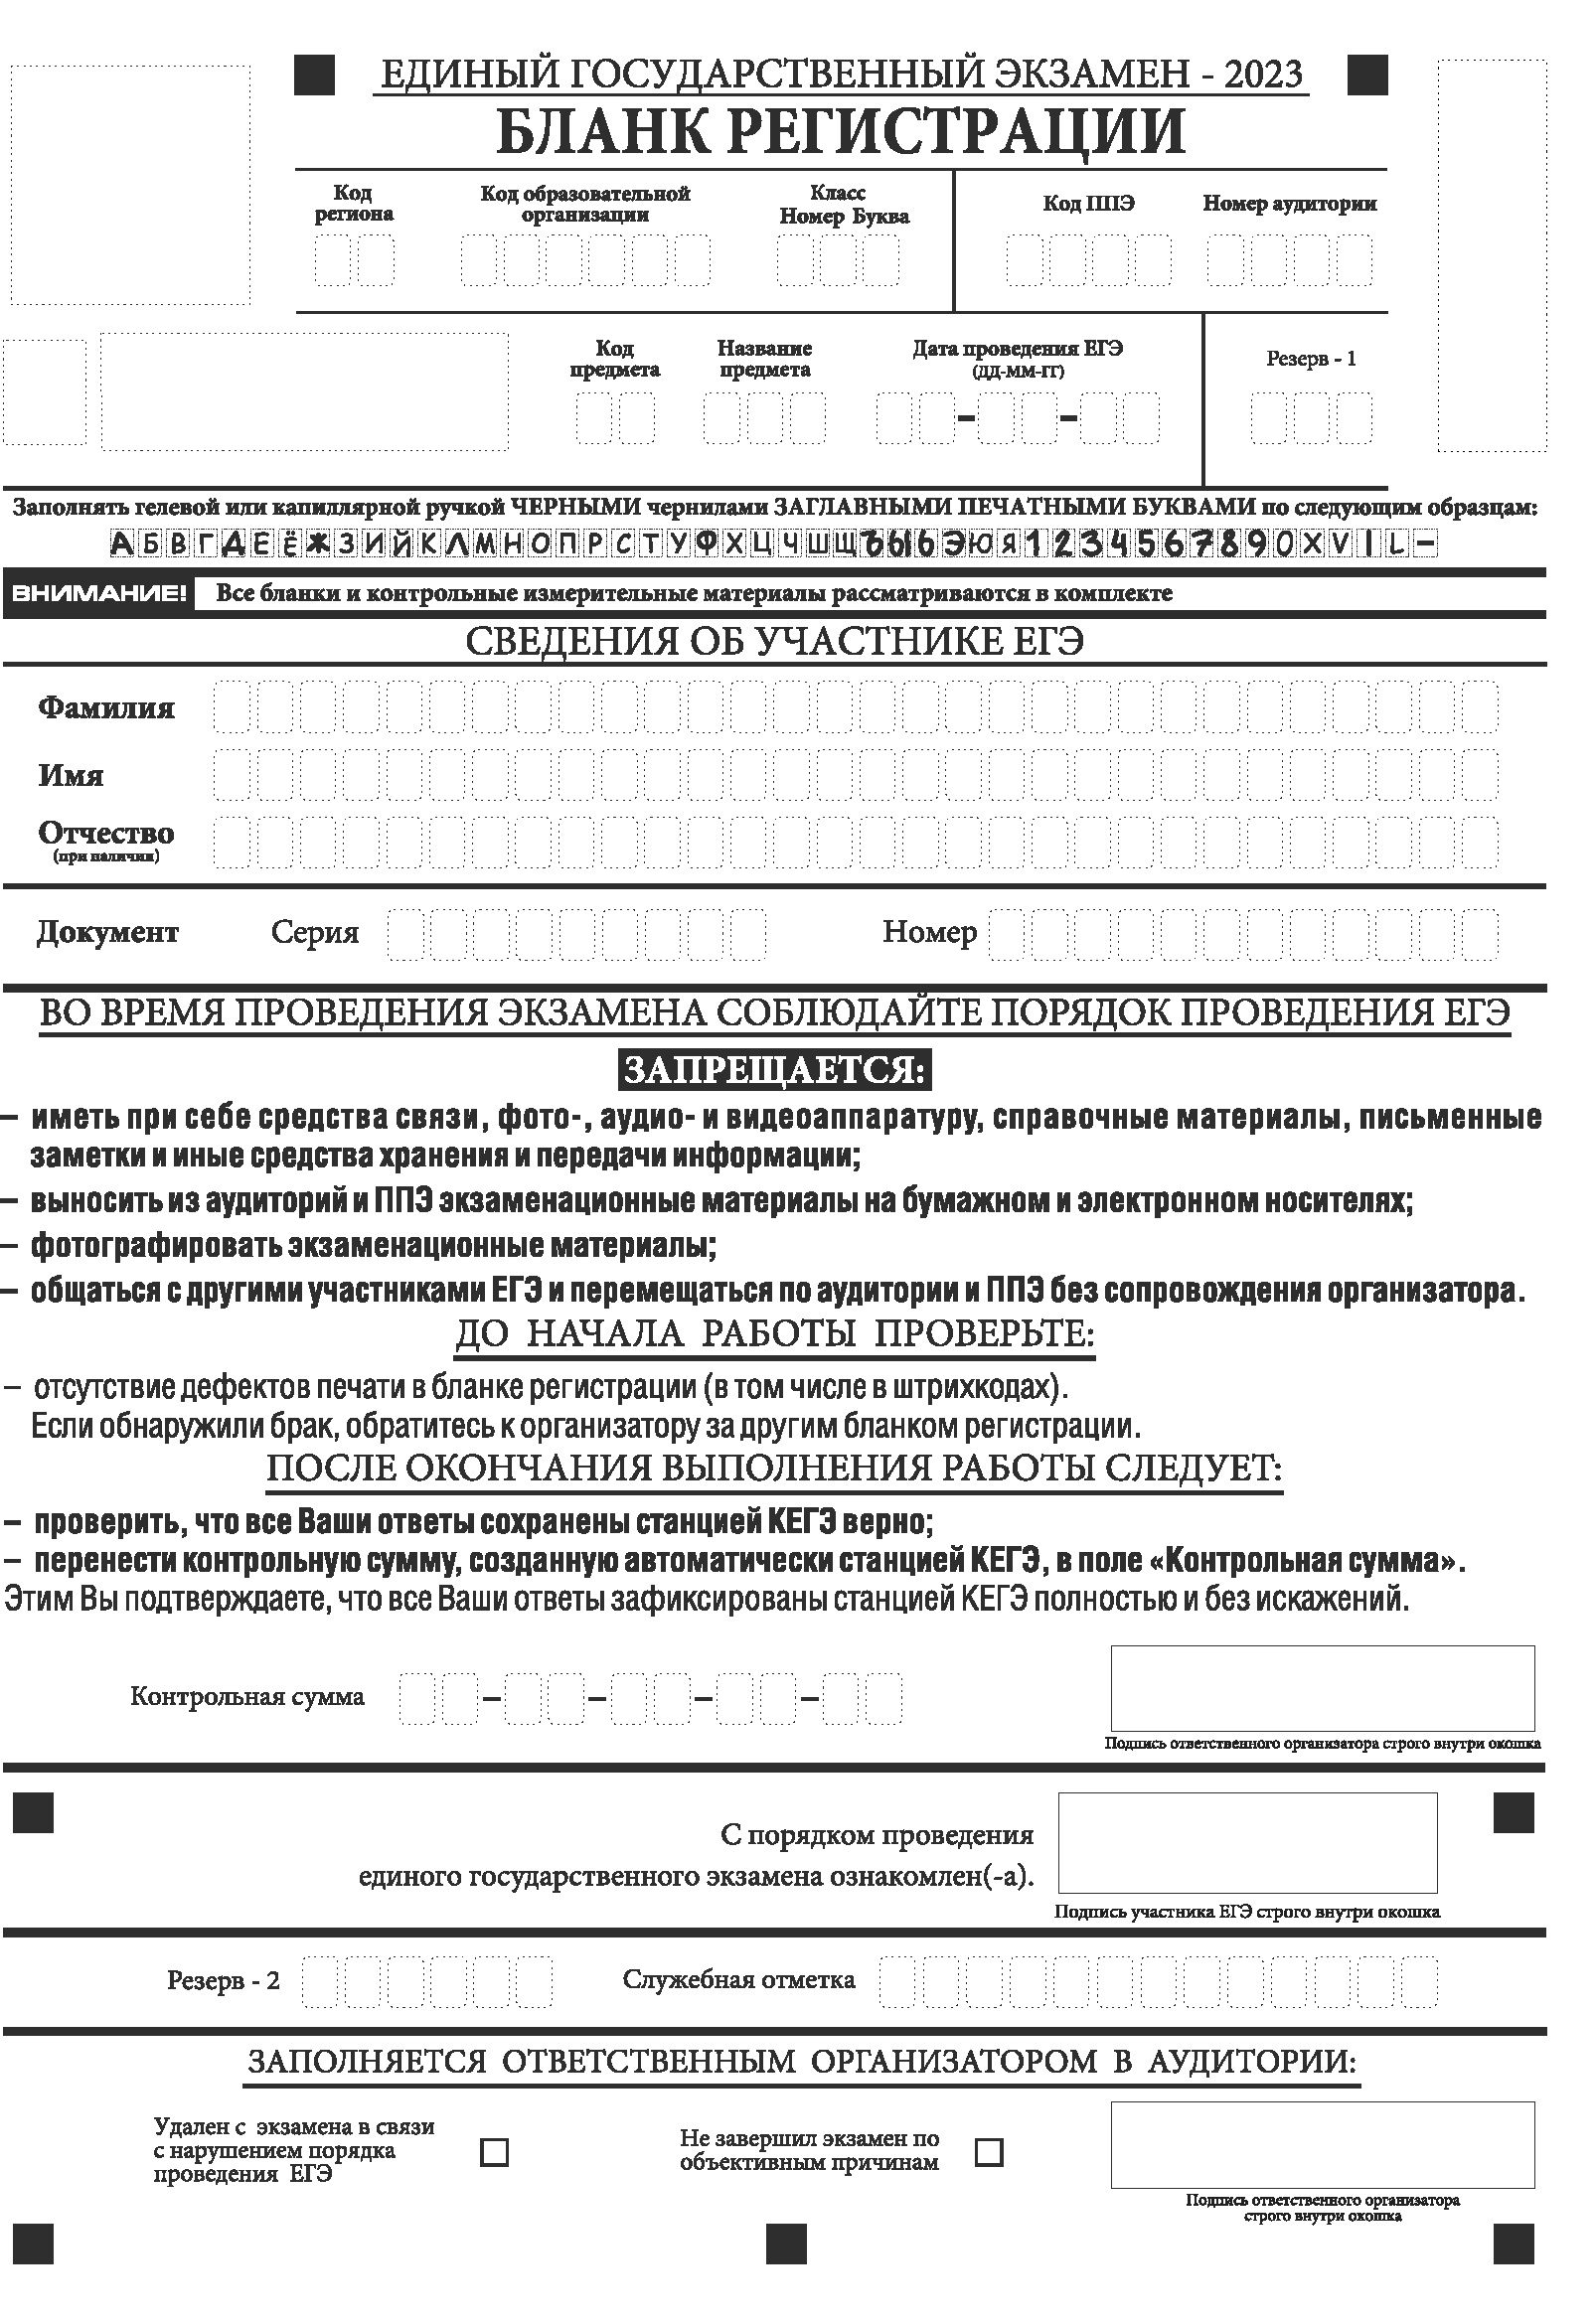 ЕДИНЫЙ ГОСУДАРСТВЕННЫЙ ЭКЗАМЕН - 2023
БЛАНК РЕГИСТРАЦИИ
Код региона
Код образовательной организации
Класс
Номер Буква
Код ППЭ
Номер аудитории
Код предмета
Название предмета
Дата проведения ЕГЭ
(ДД-ММ-ГГ)
Резерв - 1
Заполнять гелевой или капиллярной ручкой ЧЕРНЫМИ чернилами ЗАГЛАВНЫМИ ПЕЧАТНЫМИ БУКВАМИ по следующим образцам:
А Б В Г Д Е Ё Ж З И Й К Л М Н О П Р С Т У Ф Х Ц Ч Ш Щ Ъ Ы Ь Э Ю Я 1 2 3 4 5 6 7 8 9 0 X V I L -
ВНИМАНИЕ! Все бланки и контрольные измерительные материалы рассматриваются в комплекте
СВЕДЕНИЯ ОБ УЧАСТНИКЕ ЕГЭ
Фамилия
Имя
Отчество
(при наличии)
Документ Серия Номер
ВО ВРЕМЯ ПРОВЕДЕНИЯ ЭКЗАМЕНА СОБЛЮДАЙТЕ ПОРЯДОК ПРОВЕДЕНИЯ ЕГЭ
ЗАПРЕЩАЕТСЯ:
– иметь при себе средства связи, фото-, аудио- и видеоаппаратуру, справочные материалы, письменные
заметки и иные средства хранения и передачи информации;
– выносить из аудиторий и ППЭ экзаменационные материалы на бумажном и электронном носителях;
– фотографировать экзаменационные материалы;
– общаться с другими участниками ЕГЭ и перемещаться по аудитории и ППЭ без сопровождения организатора.
ДО НАЧАЛА РАБОТЫ ПРОВЕРЬТЕ:
– отсутствие дефектов печати в бланке регистрации (в том числе в штрихкодах).
Если обнаружили брак, обратитесь к организатору за другим бланком регистрации.
ПОСЛЕ ОКОНЧАНИЯ ВЫПОЛНЕНИЯ РАБОТЫ СЛЕДУЕТ:
– проверить, что все Ваши ответы сохранены станцией КЕГЭ верно;
– перенести контрольную сумму, созданную автоматически станцией КЕГЭ, в поле «Контрольная сумма».
Этим Вы подтверждаете, что все Ваши ответы зафиксированы станцией КЕГЭ полностью и без искажений.
Контрольная сумма – – – –
Подпись ответственного организатора строго внутри окошка
С порядком проведения
единого государственного экзамена ознакомлен(-а).
Подпись участника ЕГЭ строго внутри окошка
Резерв - 2 Служебная отметка
ЗАПОЛНЯЕТСЯ ОТВЕТСТВЕННЫМ ОРГАНИЗАТОРОМ В АУДИТОРИИ:
Удален с экзамена в связи
с нарушением порядка
проведения ЕГЭ
Не завершил экзамен по
объективным причинам
Подпись ответственного организатора
строго внутри окошка